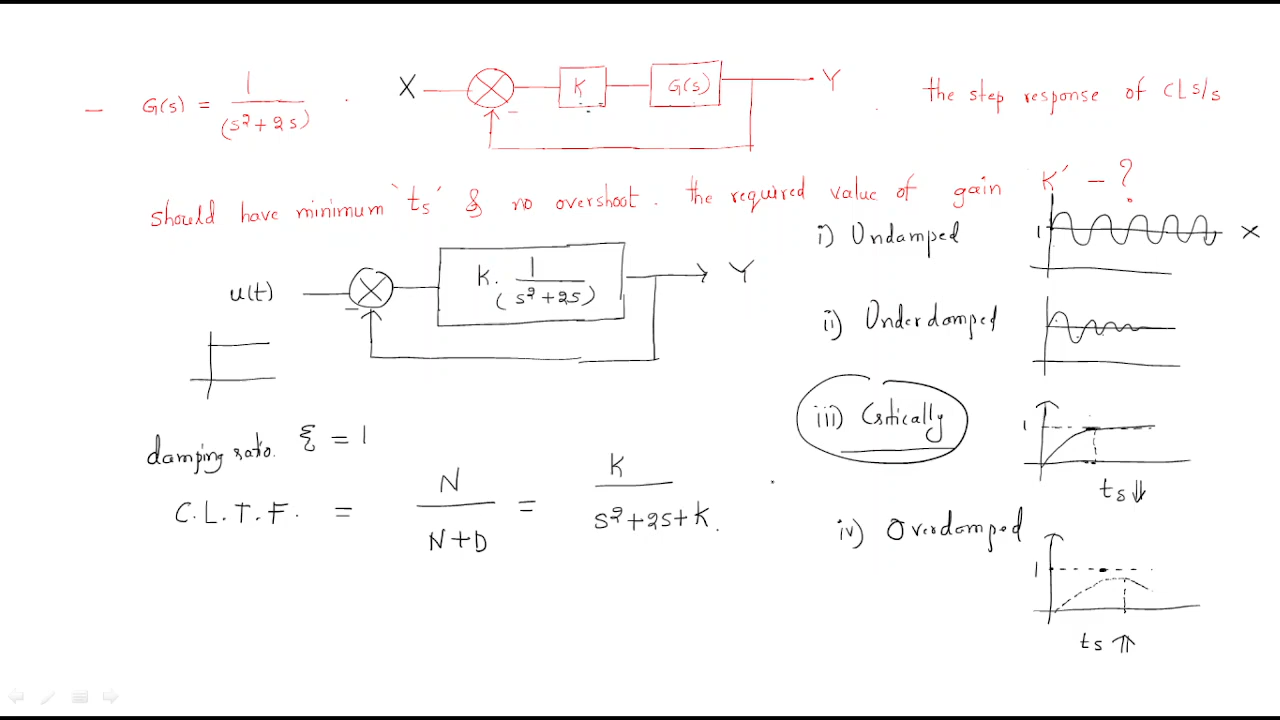 - G(s) = 1 / (s² + 2s) . X K G(s) Y . the step response of CLs/s
-
should have minimum 'ts' & no overshoot . the required value of gain K' - ?
i) Undamped 1 X
u(t) K. 1 / (s² + 2s) Y
-
ii) Underdamped
iii) Critically 1
damping ratio. ξ = 1
ts ↓↓
C.L.T.F. = N / N+D = K / s² + 2s + K .
iv) Overdamped
1
ts ↑↑